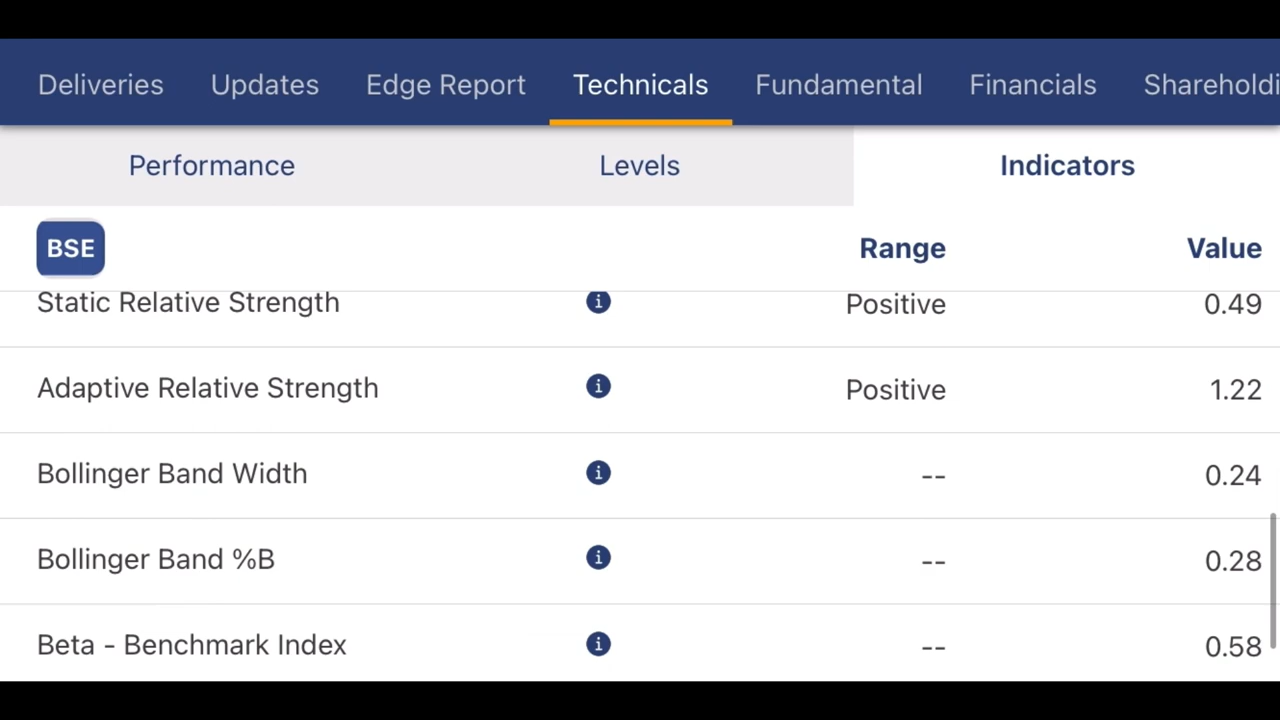 Deliveries Updates Edge Report Technicals Fundamental Financials Shareholdi
Performance Levels Indicators
BSE Range Value
Static Relative Strength i Positive 0.49
Adaptive Relative Strength i Positive 1.22
Bollinger Band Width i -- 0.24
Bollinger Band %B i -- 0.28
Beta - Benchmark Index i -- 0.58